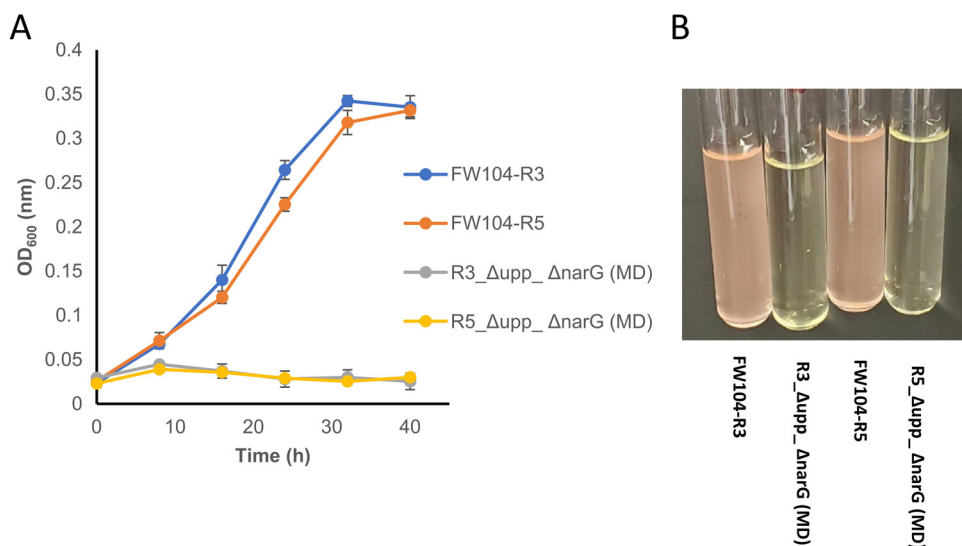 A
B
0.4
0.35
0.3
0.25
0.2
0.15
0.1
0.05
0
OD600 (nm)
0
10
20
30
40
Time (h)
FW104-R3
FW104-R5
R3_Δupp_ ΔnarG (MD)
R5_Δupp_ ΔnarG (MD)
FW104-R3
R3_Δupp_ ΔnarG (MD)
FW104-R5
R5_Δupp_ ΔnarG (MD)